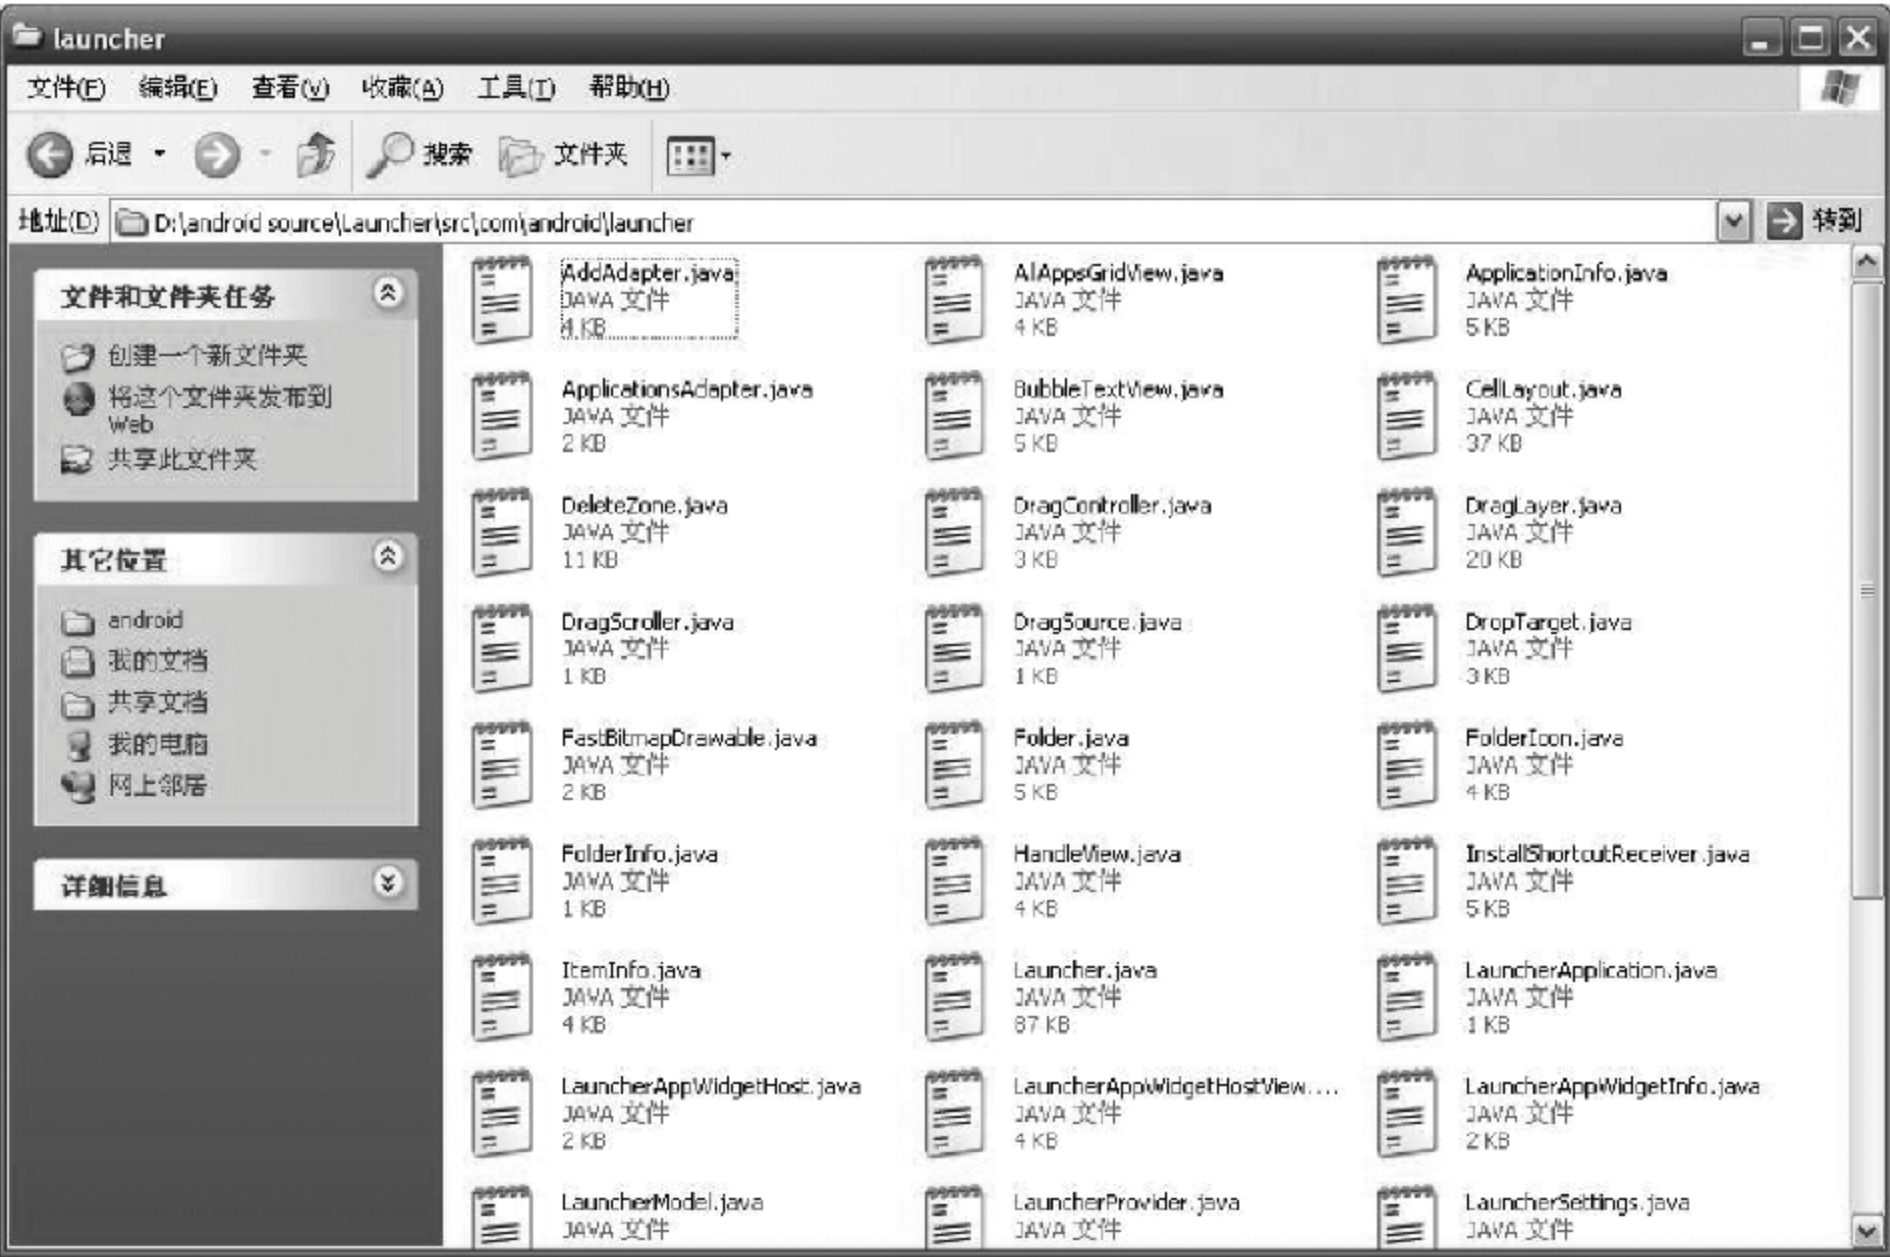 launcher
文件(F) 编辑(E) 查看(V) 收藏(A) 工具(T) 帮助(H)
后退 搜索 文件夹
地址(D) D:\android source\Launcher\src\com\android\launcher 转到
文件和文件夹任务
创建一个新文件夹
将这个文件夹发布到
Web
共享此文件夹
其它位置
android
我的文档
共享文档
我的电脑
网上邻居
详细信息
AddAdapter.java
JAVA 文件
4 KB
AllAppsGridView.java
JAVA 文件
4 KB
ApplicationInfo.java
JAVA 文件
5 KB
ApplicationsAdapter.java
JAVA 文件
2 KB
BubbleTextView.java
JAVA 文件
5 KB
CellLayout.java
JAVA 文件
37 KB
DeleteZone.java
JAVA 文件
11 KB
DragController.java
JAVA 文件
3 KB
DragLayer.java
JAVA 文件
20 KB
DragScroller.java
JAVA 文件
1 KB
DragSource.java
JAVA 文件
1 KB
DropTarget.java
JAVA 文件
3 KB
FastBitmapDrawable.java
JAVA 文件
2 KB
Folder.java
JAVA 文件
5 KB
FolderIcon.java
JAVA 文件
4 KB
FolderInfo.java
JAVA 文件
1 KB
HandleView.java
JAVA 文件
4 KB
InstallShortcutReceiver.java
JAVA 文件
5 KB
ItemInfo.java
JAVA 文件
4 KB
Launcher.java
JAVA 文件
87 KB
LauncherApplication.java
JAVA 文件
1 KB
LauncherAppWidgetHost.java
JAVA 文件
2 KB
LauncherAppWidgetHostView....
JAVA 文件
4 KB
LauncherAppWidgetInfo.java
JAVA 文件
2 KB
LauncherModel.java
JAVA 文件
LauncherProvider.java
JAVA 文件
LauncherSettings.java
JAVA 文件